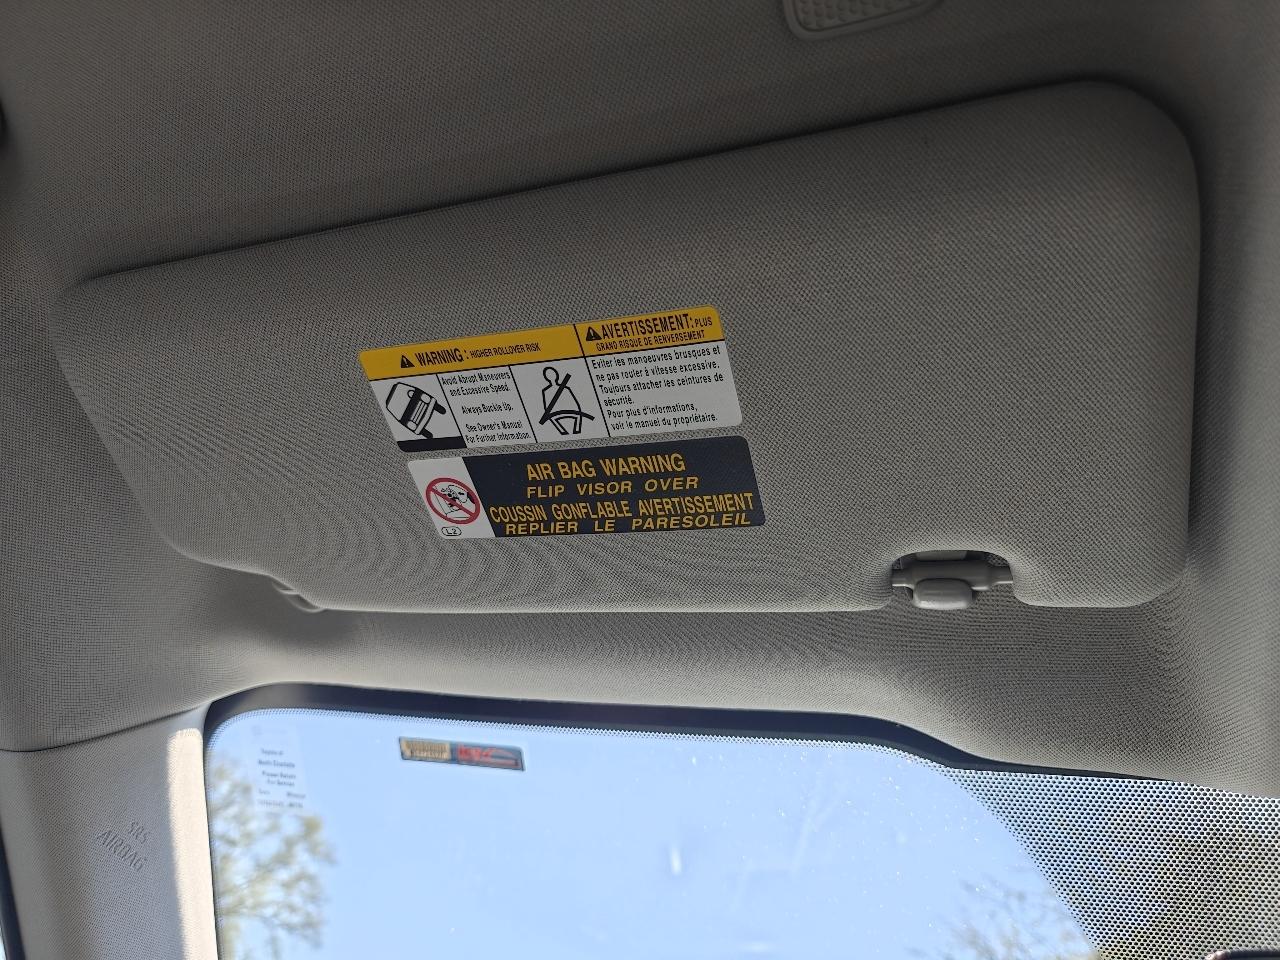 WARNING : HIGHER ROLLOVER RISK
Avoid Abrupt Maneuvers
and Excessive Speed.
Always Buckle Up.
See Owner's Manual
For Further Information.
AVERTISSEMENT: PLUS
GRAND RISQUE DE RENVERSEMENT
Eviter les manoeuvres brusques et
ne pas rouler à vitesse excessive.
Toujours attacher les ceintures de
sécurité.
Pour plus d'informations,
voir le manuel du propriétaire.
AIR BAG WARNING
FLIP VISOR OVER
COUSSIN GONFLABLE AVERTISSEMENT
REPLIER LE PARESOLEIL
L2
SRS
AIRBAG